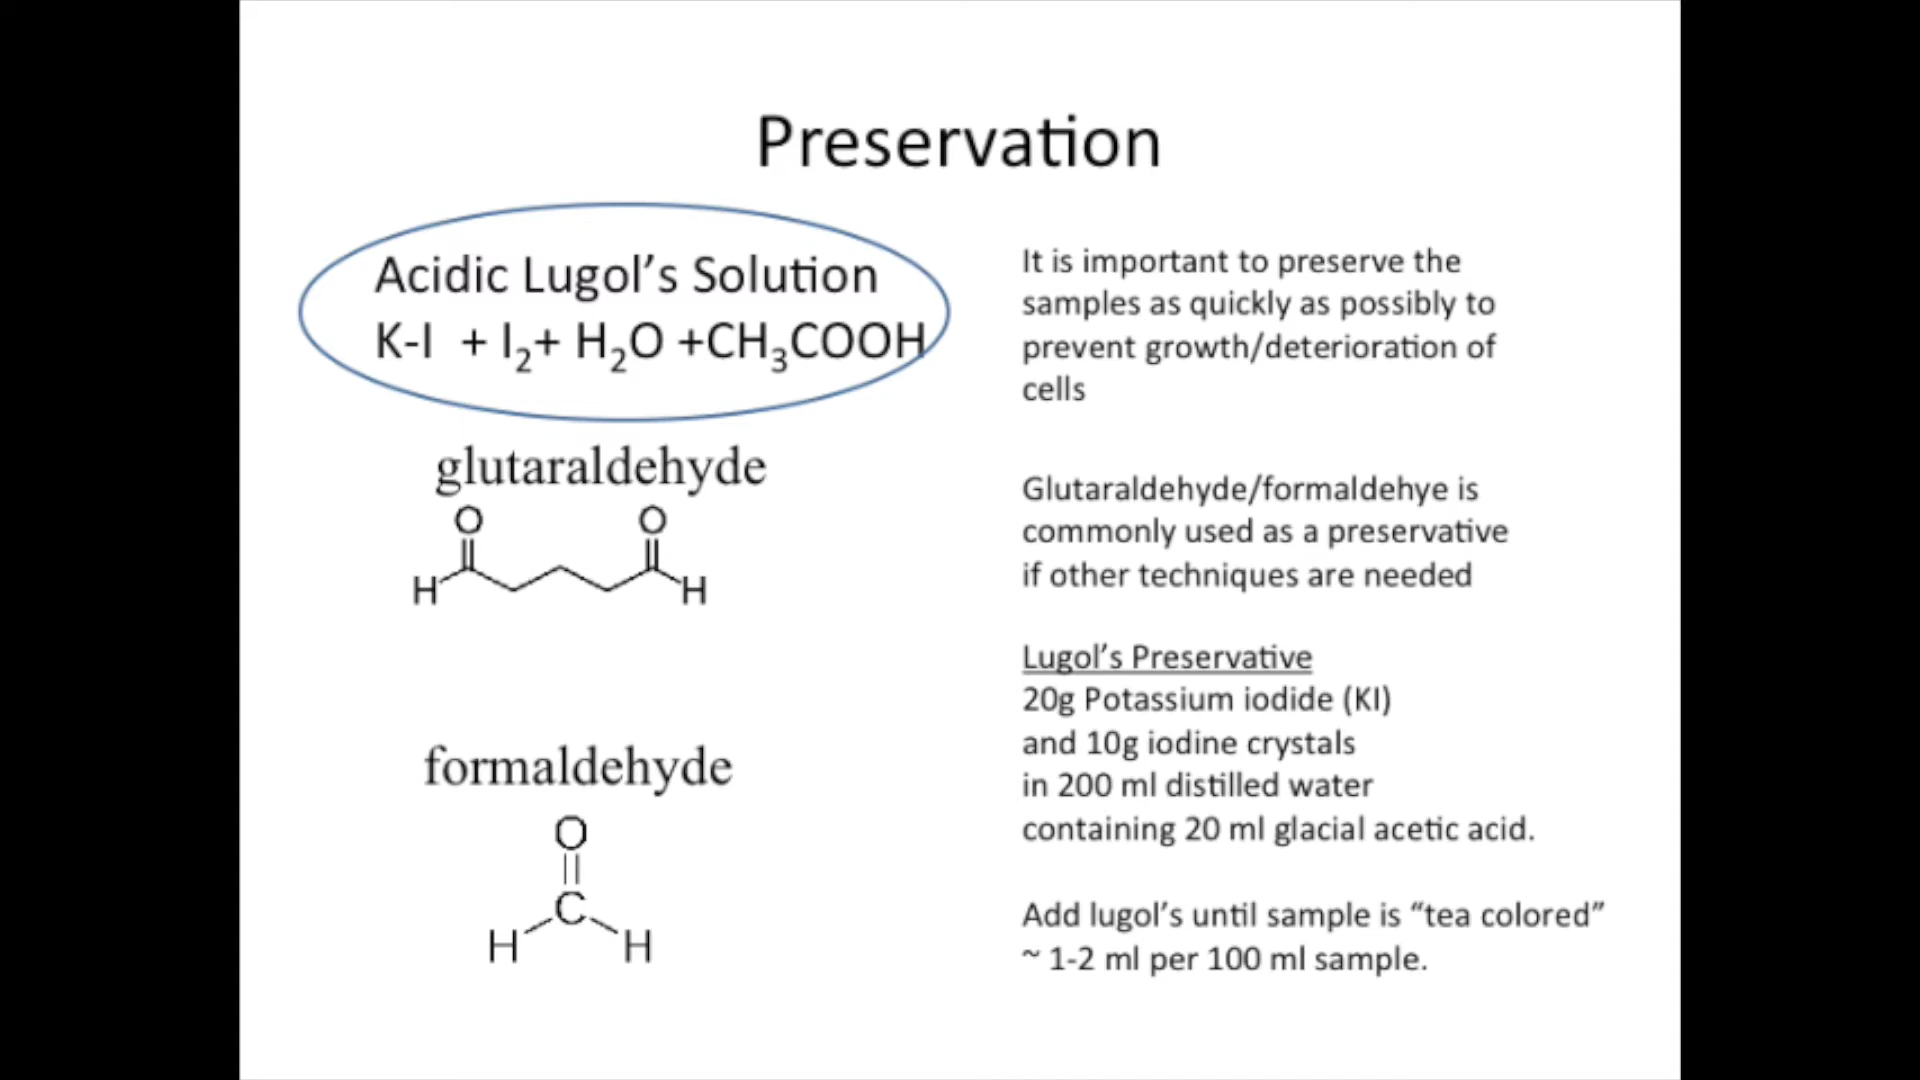 Preservation
Acidic Lugol’s Solution
K-I + I₂+ H₂O +CH₃COOH
glutaraldehyde
O O
H H
formaldehyde
O
C
H H
It is important to preserve the
samples as quickly as possibly to
prevent growth/deterioration of
cells
Glutaraldehyde/formaldehye is
commonly used as a preservative
if other techniques are needed
Lugol’s Preservative
20g Potassium iodide (KI)
and 10g iodine crystals
in 200 ml distilled water
containing 20 ml glacial acetic acid.
Add lugol’s until sample is “tea colored”
~ 1-2 ml per 100 ml sample.